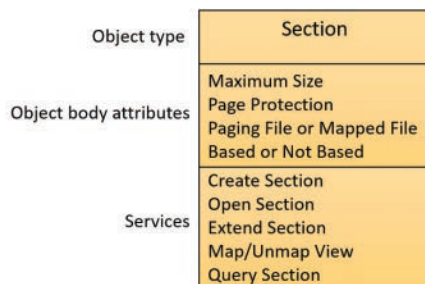 Object type
Section
Object body attributes
Maximum Size
Page Protection
Paging File or Mapped File
Based or Not Based
Services
Create Section
Open Section
Extend Section
Map/Unmap View
Query Section